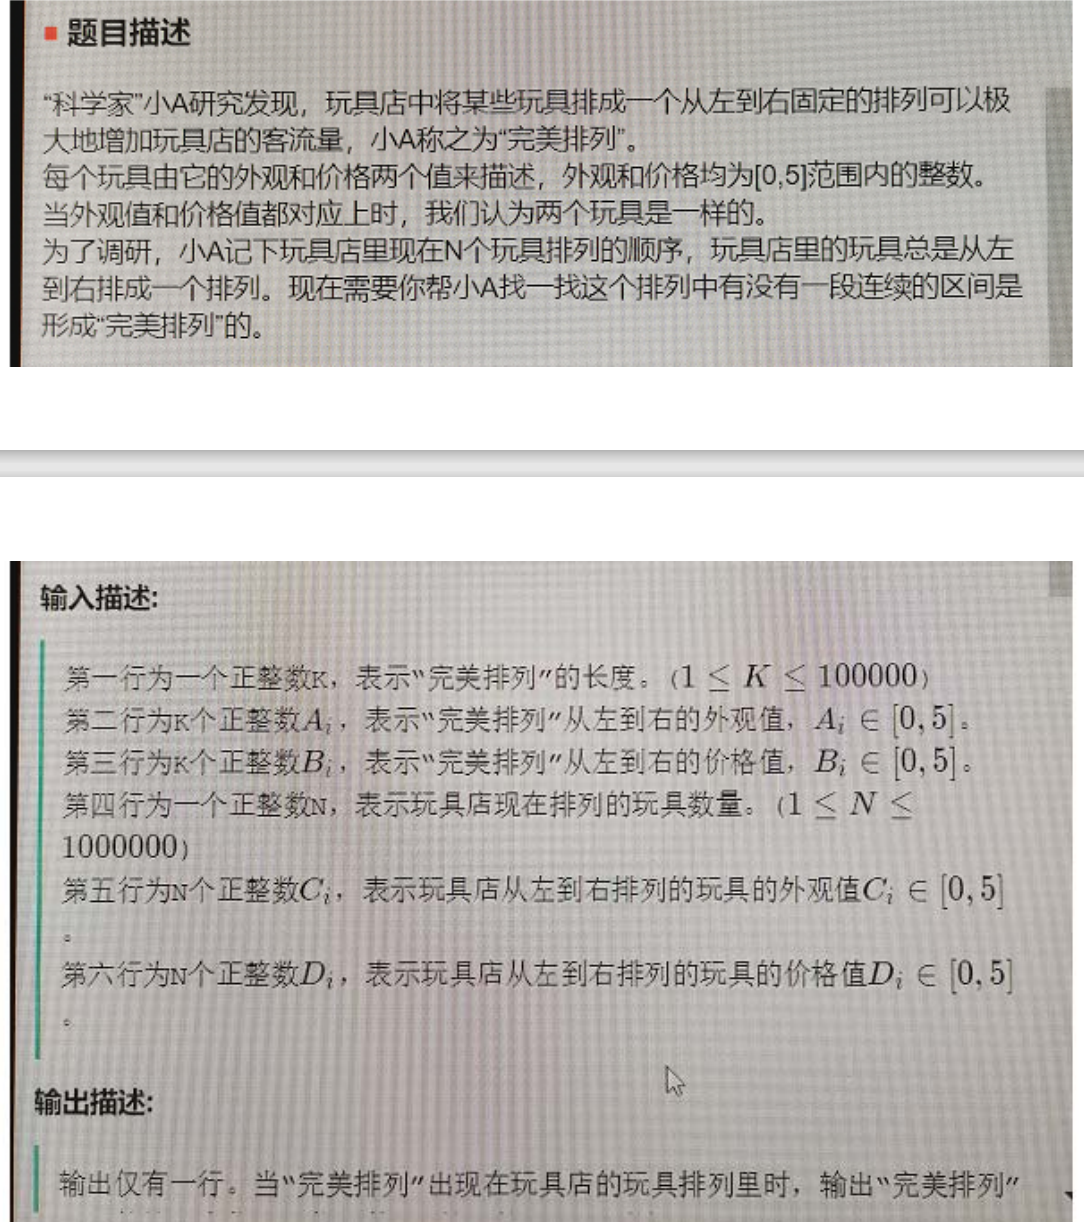 题目描述
“科学家”小A研究发现，玩具店中将某些玩具排成一个从左到右固定的排列可以极
大地增加玩具店的客流量，小A称之为“完美排列”。
每个玩具由它的外观和价格两个值来描述，外观和价格均为[0,5]范围内的整数。
当外观值和价格值都对应上时，我们认为两个玩具是一样的。
为了调研，小A记下玩具店里现在N个玩具排列的顺序，玩具店里的玩具总是从左
到右排成一个排列。现在需要你帮小A找一找这个排列中有没有一段连续的区间是
形成“完美排列”的。
输入描述:
第一行为一个正整数K，表示“完美排列”的长度。(1 ≤ K ≤ 100000)
第二行为K个正整数A_i，表示“完美排列”从左到右的外观值，A_i ∈ [0, 5]。
第三行为K个正整数B_i，表示“完美排列”从左到右的价格值，B_i ∈ [0, 5]。
第四行为一个正整数N，表示玩具店现在排列的玩具数量。(1 ≤ N ≤
1000000)
第五行为N个正整数C_i，表示玩具店从左到右排列的玩具的外观值C_i ∈ [0, 5]
。
第六行为N个正整数D_i，表示玩具店从左到右排列的玩具的价格值D_i ∈ [0, 5]
。
输出描述:
输出仅有一行。当“完美排列”出现在玩具店的玩具排列里时，输出“完美排列”